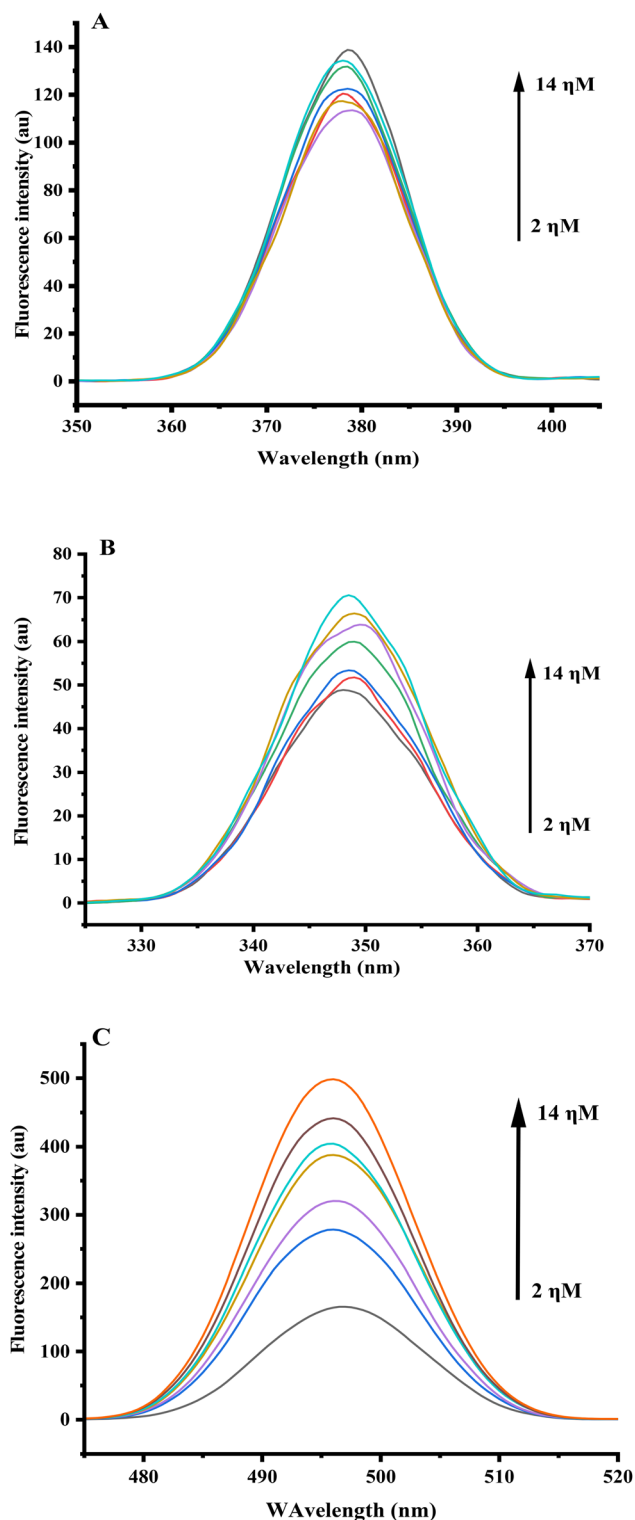 A
Fluorescence intensity (au)
140
120
100
80
60
40
20
0
14 ηM
2 ηM
350 360 370 380 390 400
Wavelength (nm)
B
Fluorescence intensity (au)
80
70
60
50
40
30
20
10
0
14 ηM
2 ηM
330 340 350 360 370
Wavelength (nm)
C
Fluorescence intensity (au)
500
400
300
200
100
0
14 ηM
2 ηM
480 490 500 510 520
WAvelength (nm)